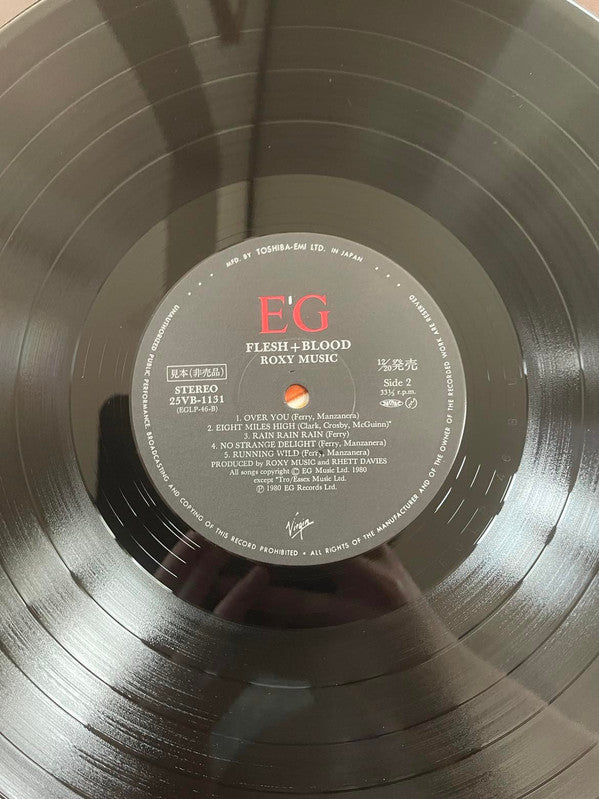 MFD. BY TOSHIBA-EMI LTD. IN JAPAN
E'G
FLESH+BLOOD
ROXY MUSIC
見本(非売品)
12/20発売
STEREO
Side 2
25VB-1131
33⅓ r.p.m.
(EGLP-46-B)
1. OVER YOU (Ferry, Manzanera)
2. EIGHT MILES HIGH (Clark, Crosby, McGuinn)*
3. RAIN RAIN RAIN (Ferry)
4. NO STRANGE DELIGHT (Ferry, Manzanera)
5. RUNNING WILD (Ferry, Manzanera)
PRODUCED by ROXY MUSIC and RHETT DAVIES
All songs copyright Ⓒ EG Music Ltd. 1980
except *Tro/Essex Music Ltd.
Ⓟ 1980 EG Records Ltd.
Virgin
UNAUTHORIZED PUBLIC PERFORMANCE, BROADCASTING AND COPYING OF THIS RECORD PROHIBITED • ALL RIGHTS OF THE MANUFACTURER AND OF THE OWNER OF THE RECORDED WORK ARE RESERVED